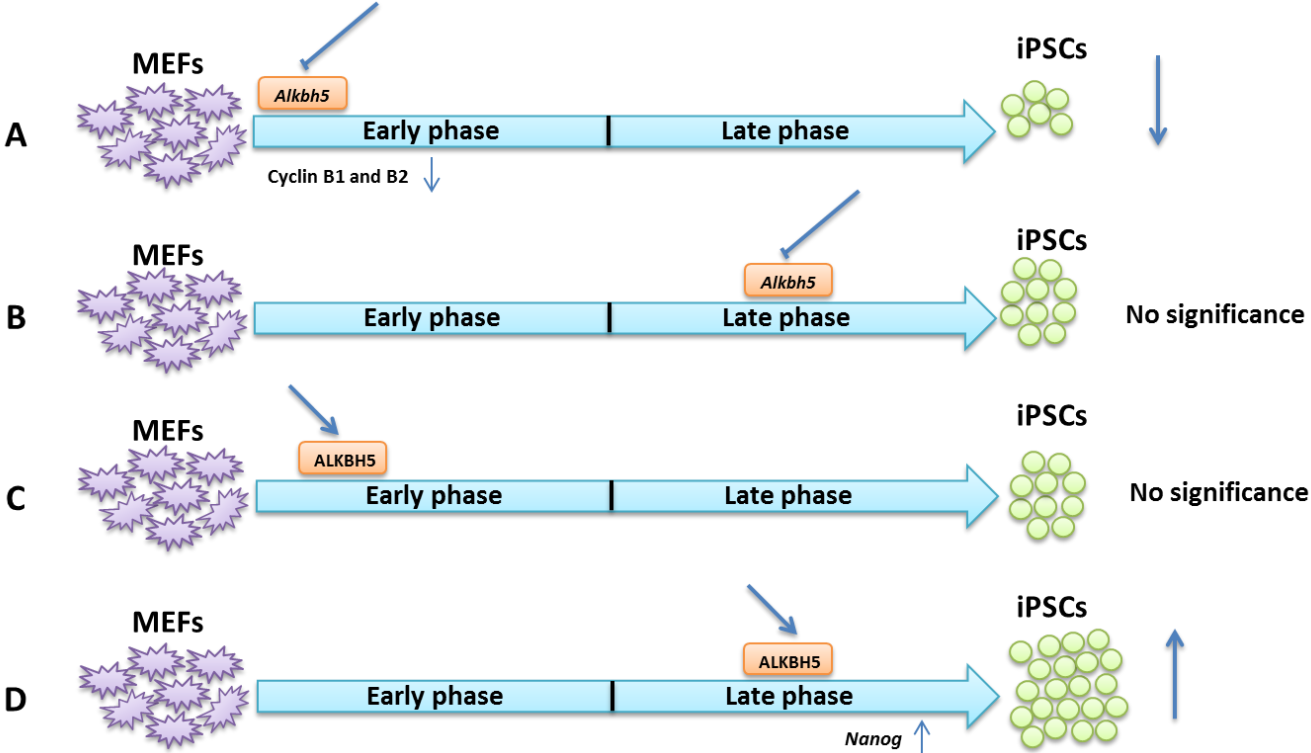 MEFs
iPSCs
Alkbh5
A
Early phase
Late phase
Cyclin B1 and B2
MEFs
iPSCs
Alkbh5
B
Early phase
Late phase
No significance
MEFs
iPSCs
ALKBH5
C
Early phase
Late phase
No significance
MEFs
iPSCs
ALKBH5
D
Early phase
Late phase
Nanog